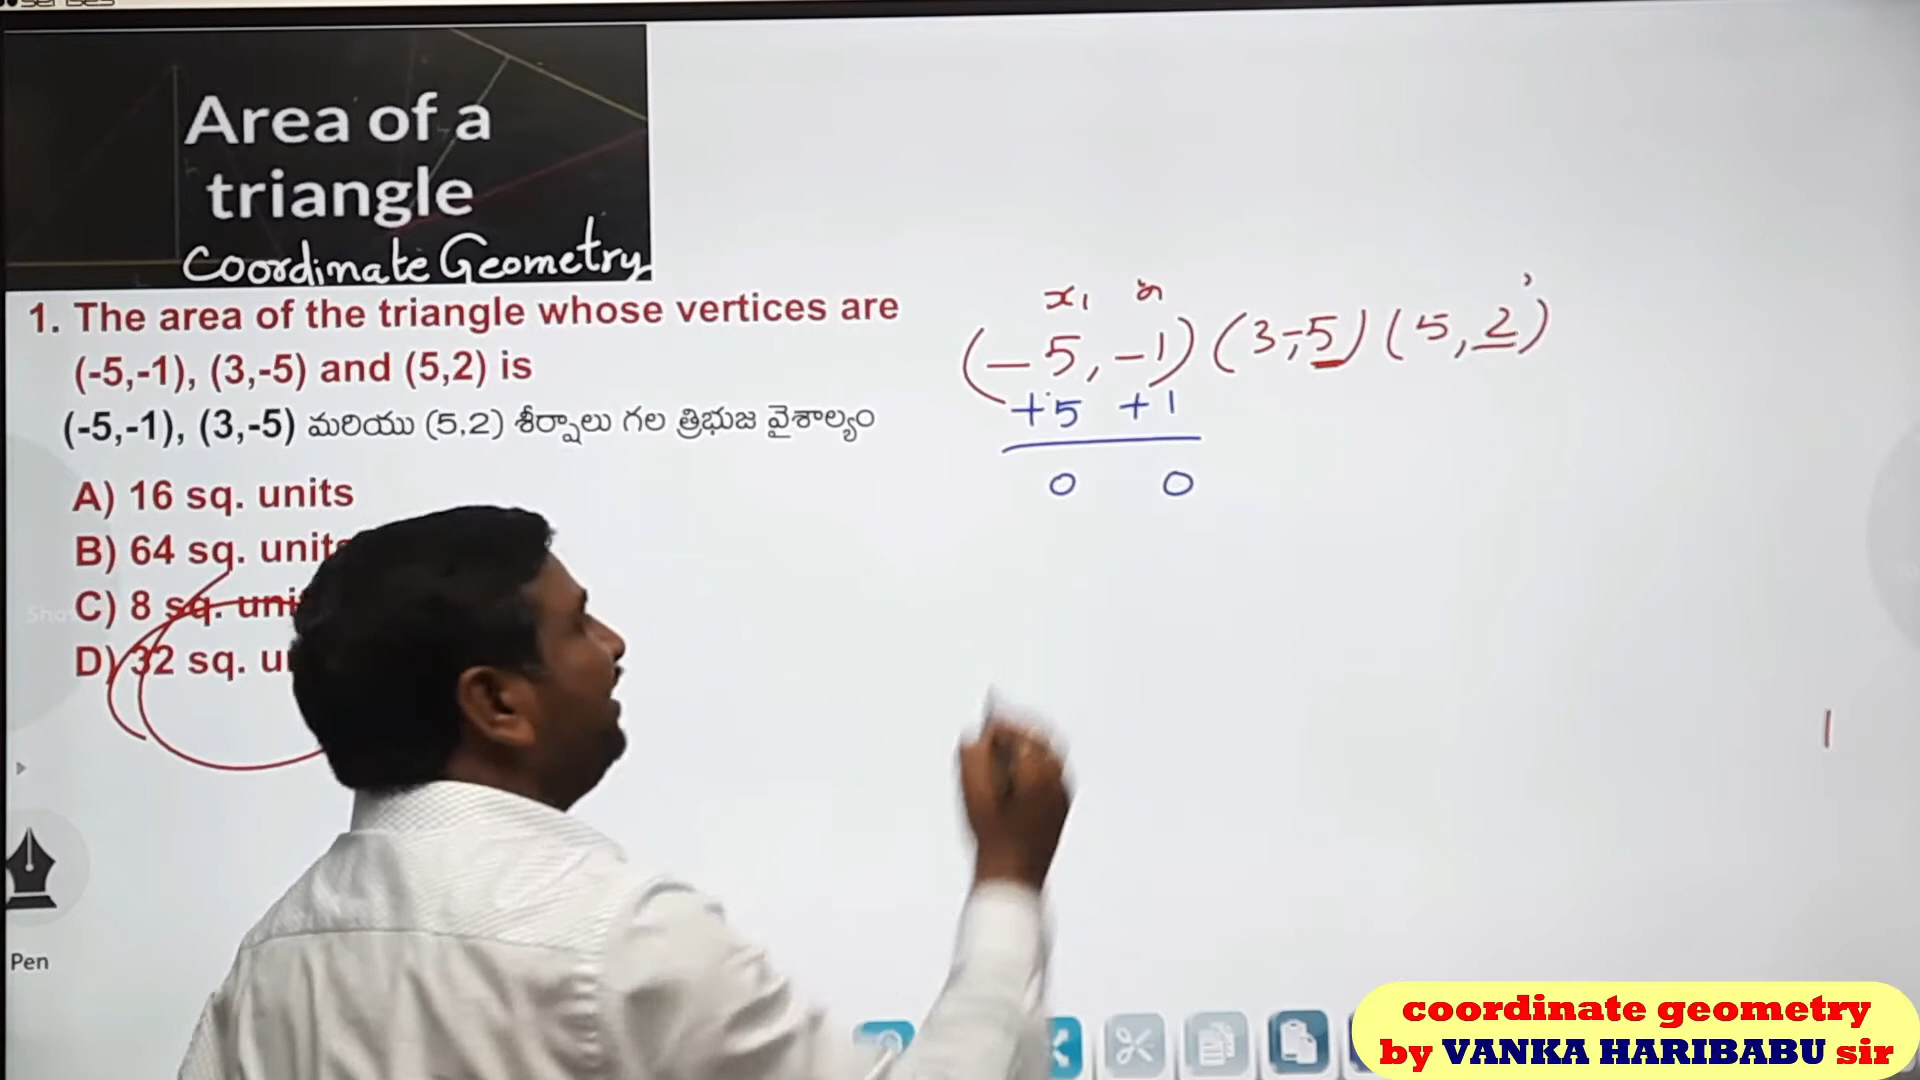 Area of a
triangle
Coordinate Geometry
1. The area of the triangle whose vertices are
(-5,-1), (3,-5) and (5,2) is
(-5,-1), (3,-5) మరియు (5,2) శీర్షాలు గల త్రిభుజ వైశాల్యం
A) 16 sq. units
B) 64 sq. units
C) 8 sq. uni
D) 32 sq. u
x₁
(-5, -1) (3,-5) (5, 2)
+5 +1
0 0
Pen
coordinate geometry
by VANKA HARIBABU sir